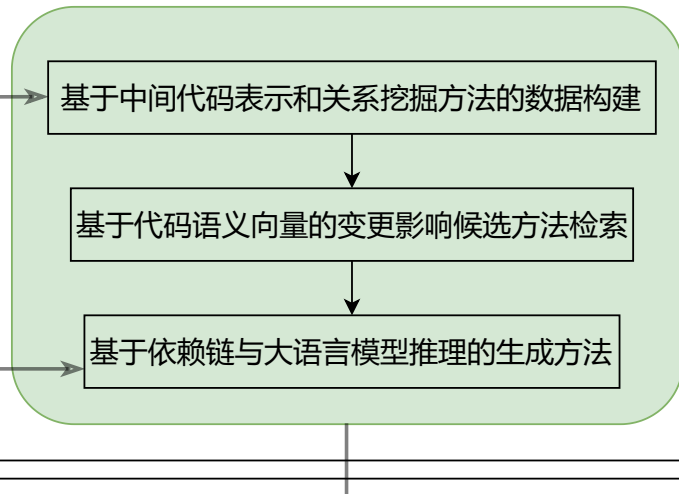 基于中间代码表示和关系挖掘方法的数据构建
基于代码语义向量的变更影响候选方法检索
基于依赖链与大语言模型推理的生成方法